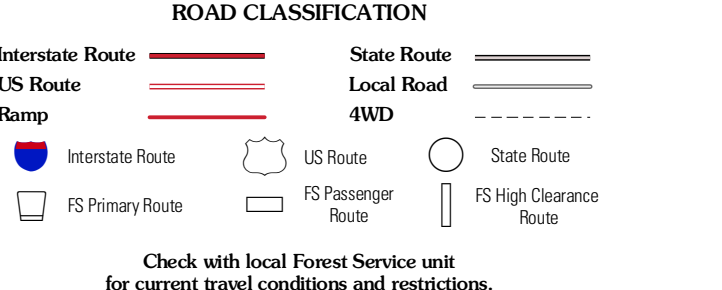 ROAD CLASSIFICATION
Interstate Route State Route
US Route Local Road
Ramp 4WD
Interstate Route US Route State Route
FS Primary Route FS Passenger Route FS High Clearance Route
Check with local Forest Service unit
for current travel conditions and restrictions.